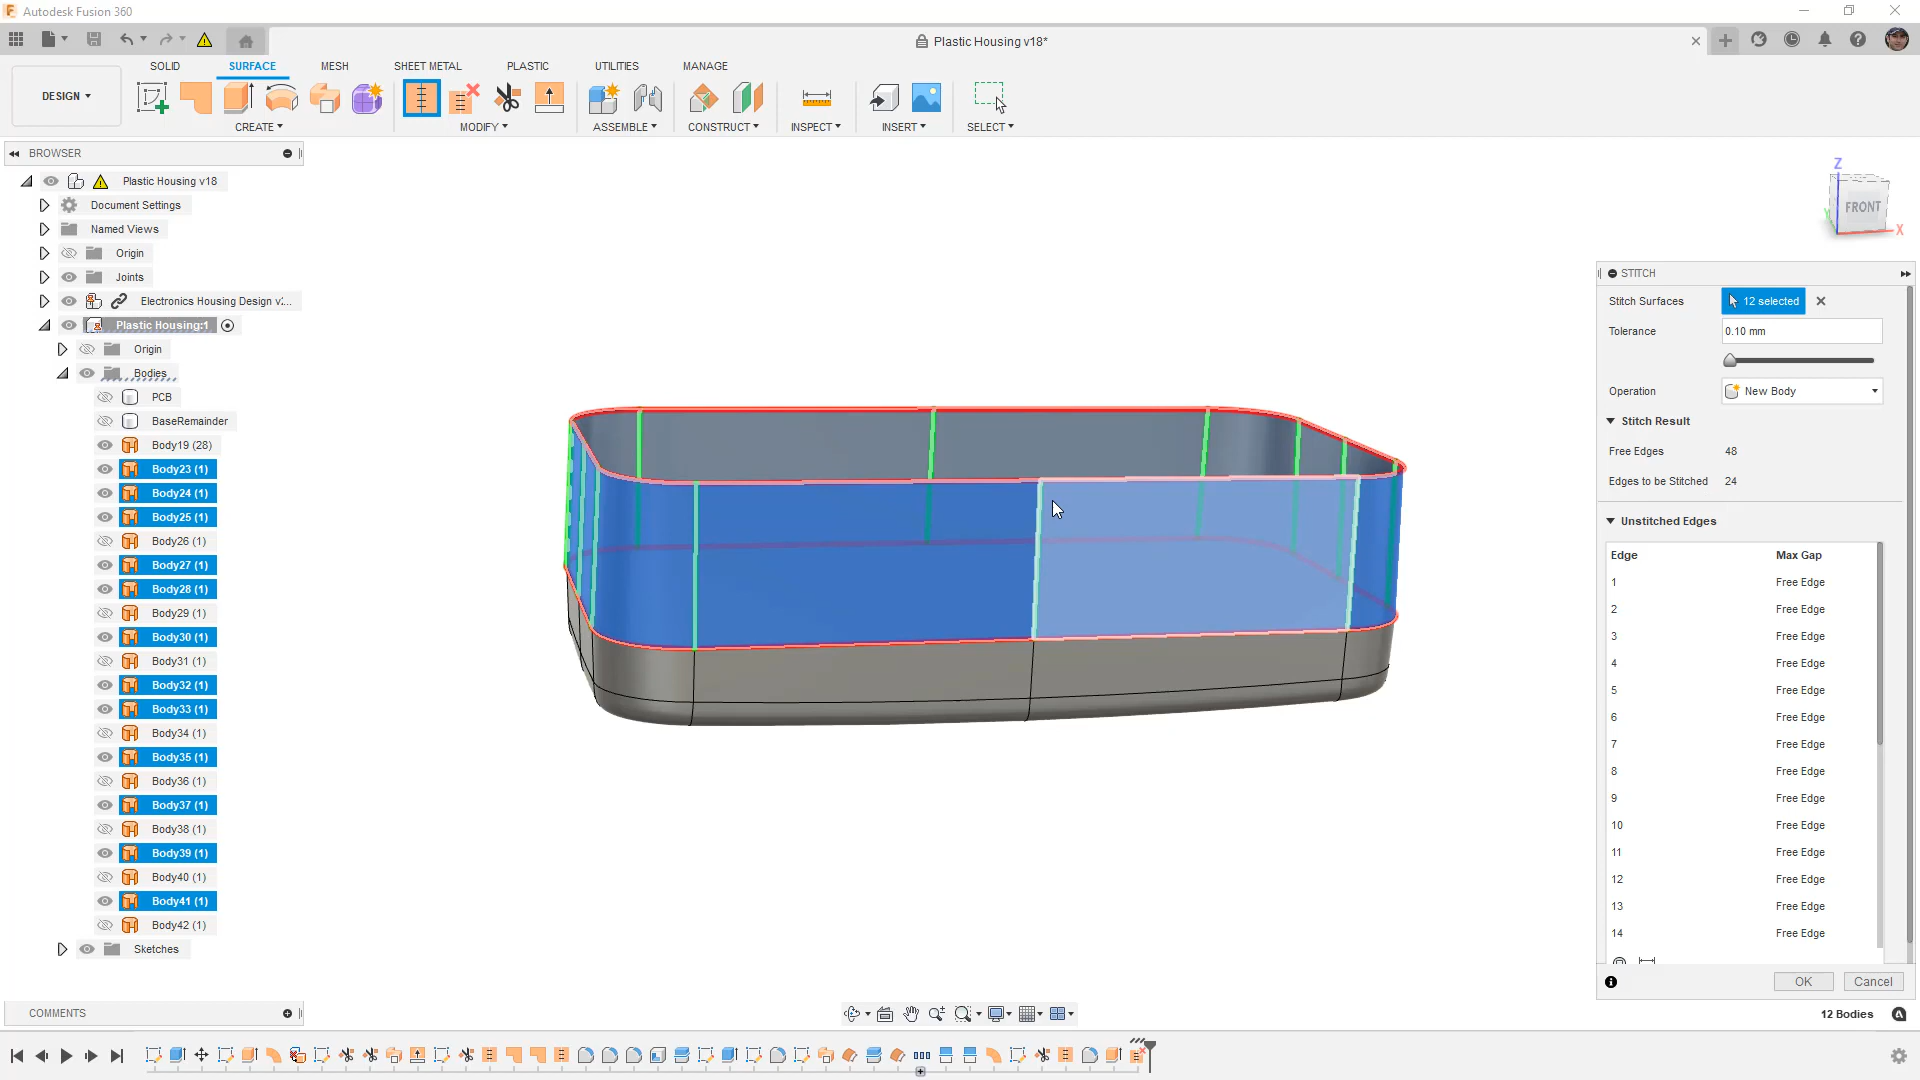 Autodesk Fusion 360
Plastic Housing v18*
SOLID
SURFACE
MESH
SHEET METAL
PLASTIC
UTILITIES
MANAGE
DESIGN
CREATE
MODIFY
ASSEMBLE
CONSTRUCT
INSPECT
INSERT
SELECT
BROWSER
Plastic Housing v18
Document Settings
Named Views
Origin
Joints
Electronics Housing Design v...
Plastic Housing:1
Origin
Bodies
PCB
BaseRemainder
Body19 (28)
Body23 (1)
Body24 (1)
Body25 (1)
Body26 (1)
Body27 (1)
Body28 (1)
Body29 (1)
Body30 (1)
Body31 (1)
Body32 (1)
Body33 (1)
Body34 (1)
Body35 (1)
Body36 (1)
Body37 (1)
Body38 (1)
Body39 (1)
Body40 (1)
Body41 (1)
Body42 (1)
Sketches
COMMENTS
Z
FRONT
Y
X
STITCH
Stitch Surfaces 12 selected
Tolerance 0.10 mm
Operation New Body
Stitch Result
Free Edges 48
Edges to be Stitched 24
Unstitched Edges
Edge Max Gap
1 Free Edge
2 Free Edge
3 Free Edge
4 Free Edge
5 Free Edge
6 Free Edge
7 Free Edge
8 Free Edge
9 Free Edge
10 Free Edge
11 Free Edge
12 Free Edge
13 Free Edge
14 Free Edge
OK Cancel
12 Bodies